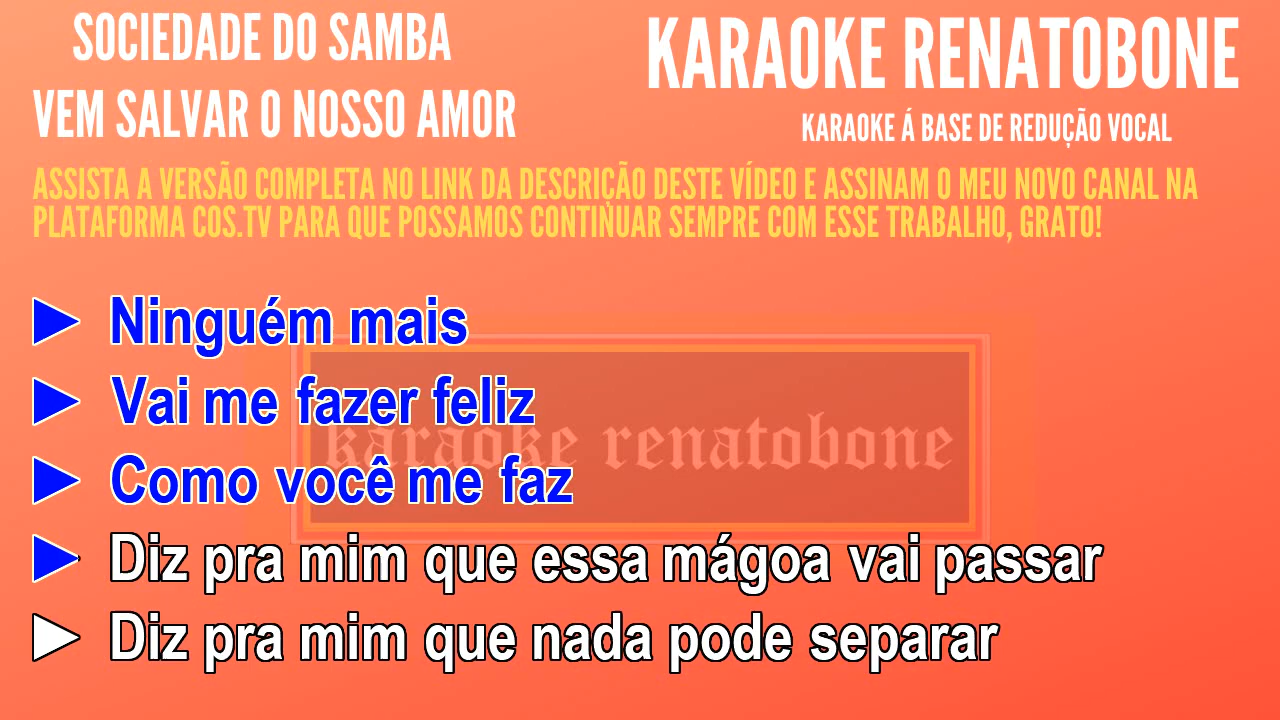 SOCIEDADE DO SAMBA
VEM SALVAR O NOSSO AMOR
KARAOKE RENATOBONE
KARAOKE Á BASE DE REDUÇÃO VOCAL
ASSISTA A VERSÃO COMPLETA NO LINK DA DESCRIÇÃO DESTE VÍDEO E ASSINAM O MEU NOVO CANAL NA
PLATAFORMA COS.TV PARA QUE POSSAMOS CONTINUAR SEMPRE COM ESSE TRABALHO, GRATO!
Ninguém mais
Vai me fazer feliz
karaoke renatobone
Como você me faz
Diz pra mim que essa mágoa vai passar
Diz pra mim que nada pode separar